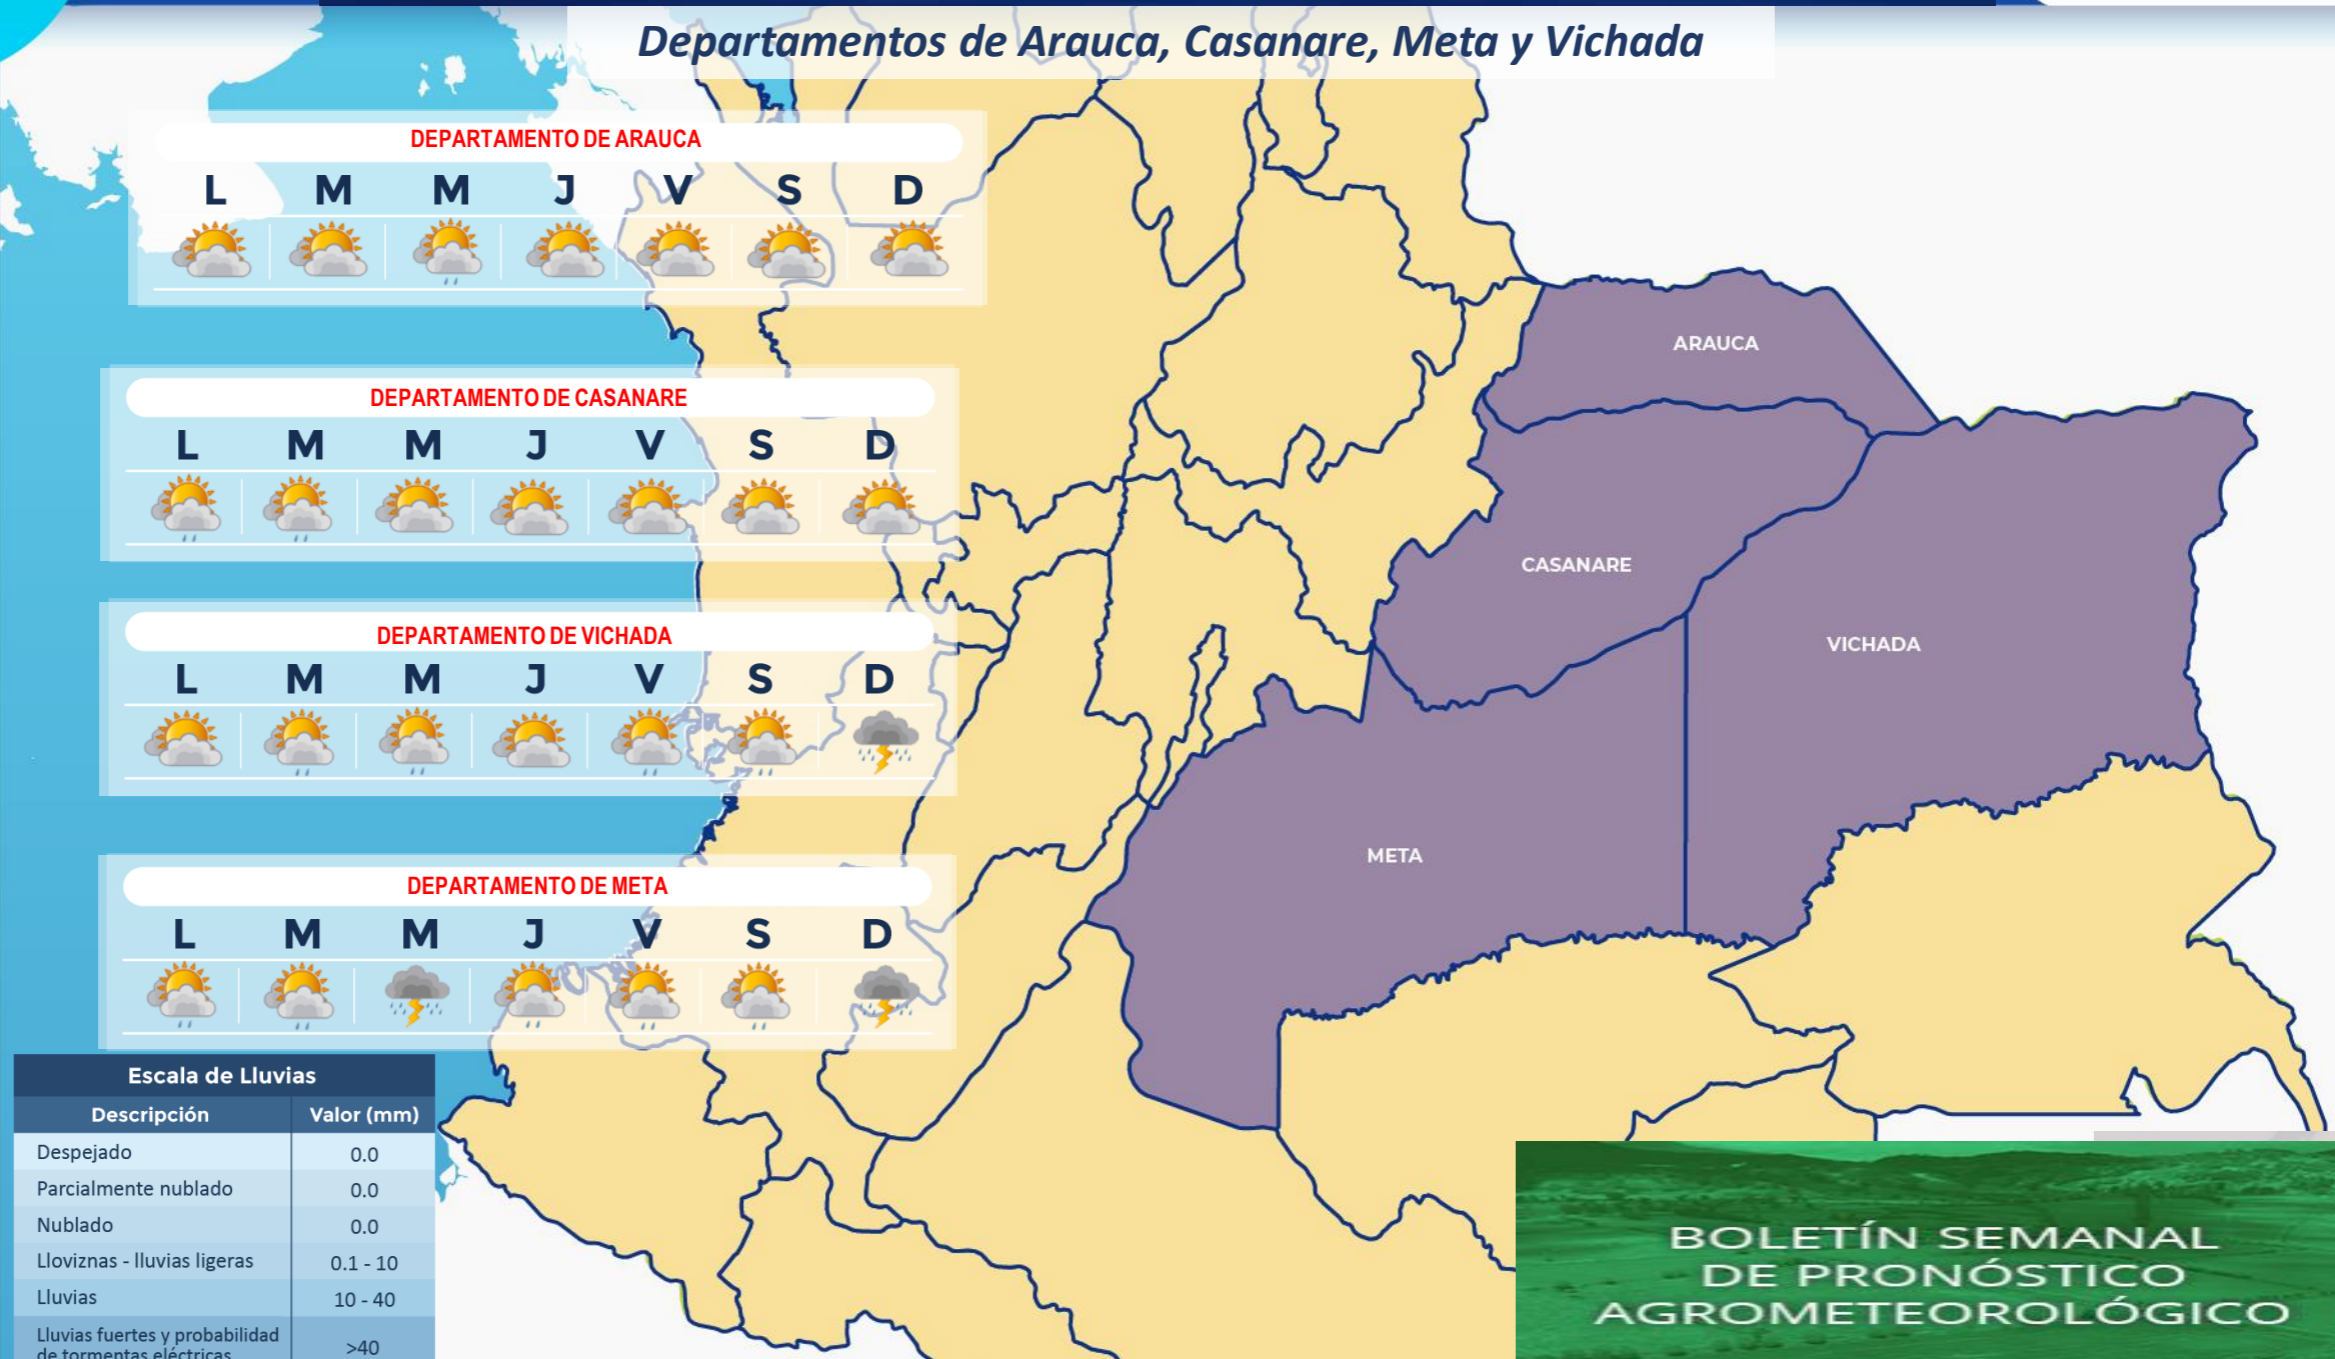 Departamentos de Arauca, Casanare, Meta y Vichada
DEPARTAMENTO DE ARAUCA
L M M J V S D
DEPARTAMENTO DE CASANARE
L M M J V S D
DEPARTAMENTO DE VICHADA
L M M J V S D
DEPARTAMENTO DE META
L M M J V S D
ARAUCA
CASANARE
VICHADA
META
Escala de Lluvias
Descripción Valor (mm)
Despejado 0.0
Parcialmente nublado 0.0
Nublado 0.0
Lloviznas - lluvias ligeras 0.1 - 10
Lluvias 10 - 40
Lluvias fuertes y probabilidad
de tormentas eléctricas >40
BOLETÍN SEMANAL
DE PRONÓSTICO
AGROMETEOROLÓGICO